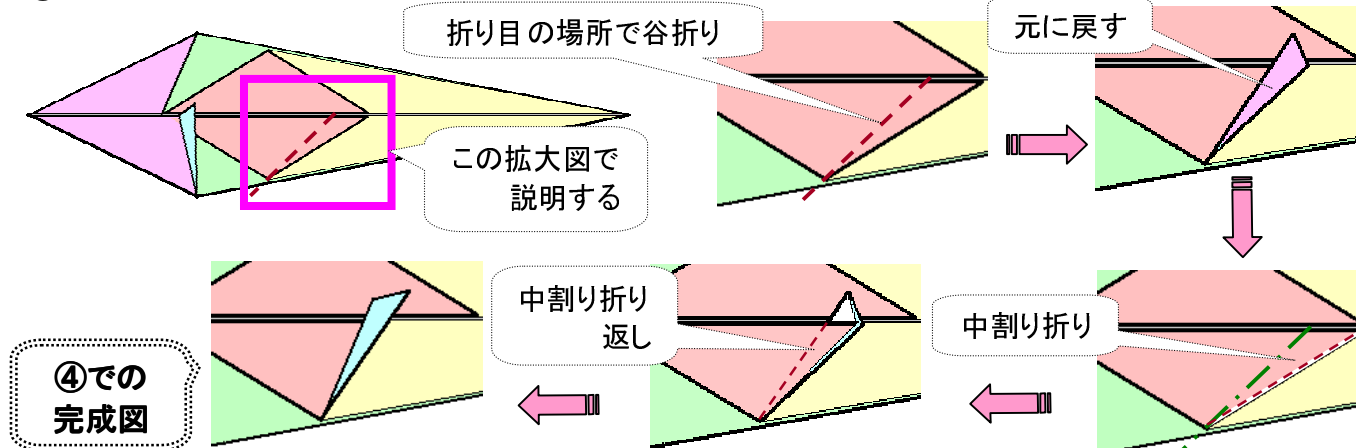 折り目の場所で谷折り
元に戻す
この拡大図で
説明する
中割り折り
中割り折り
返し
④での
完成図